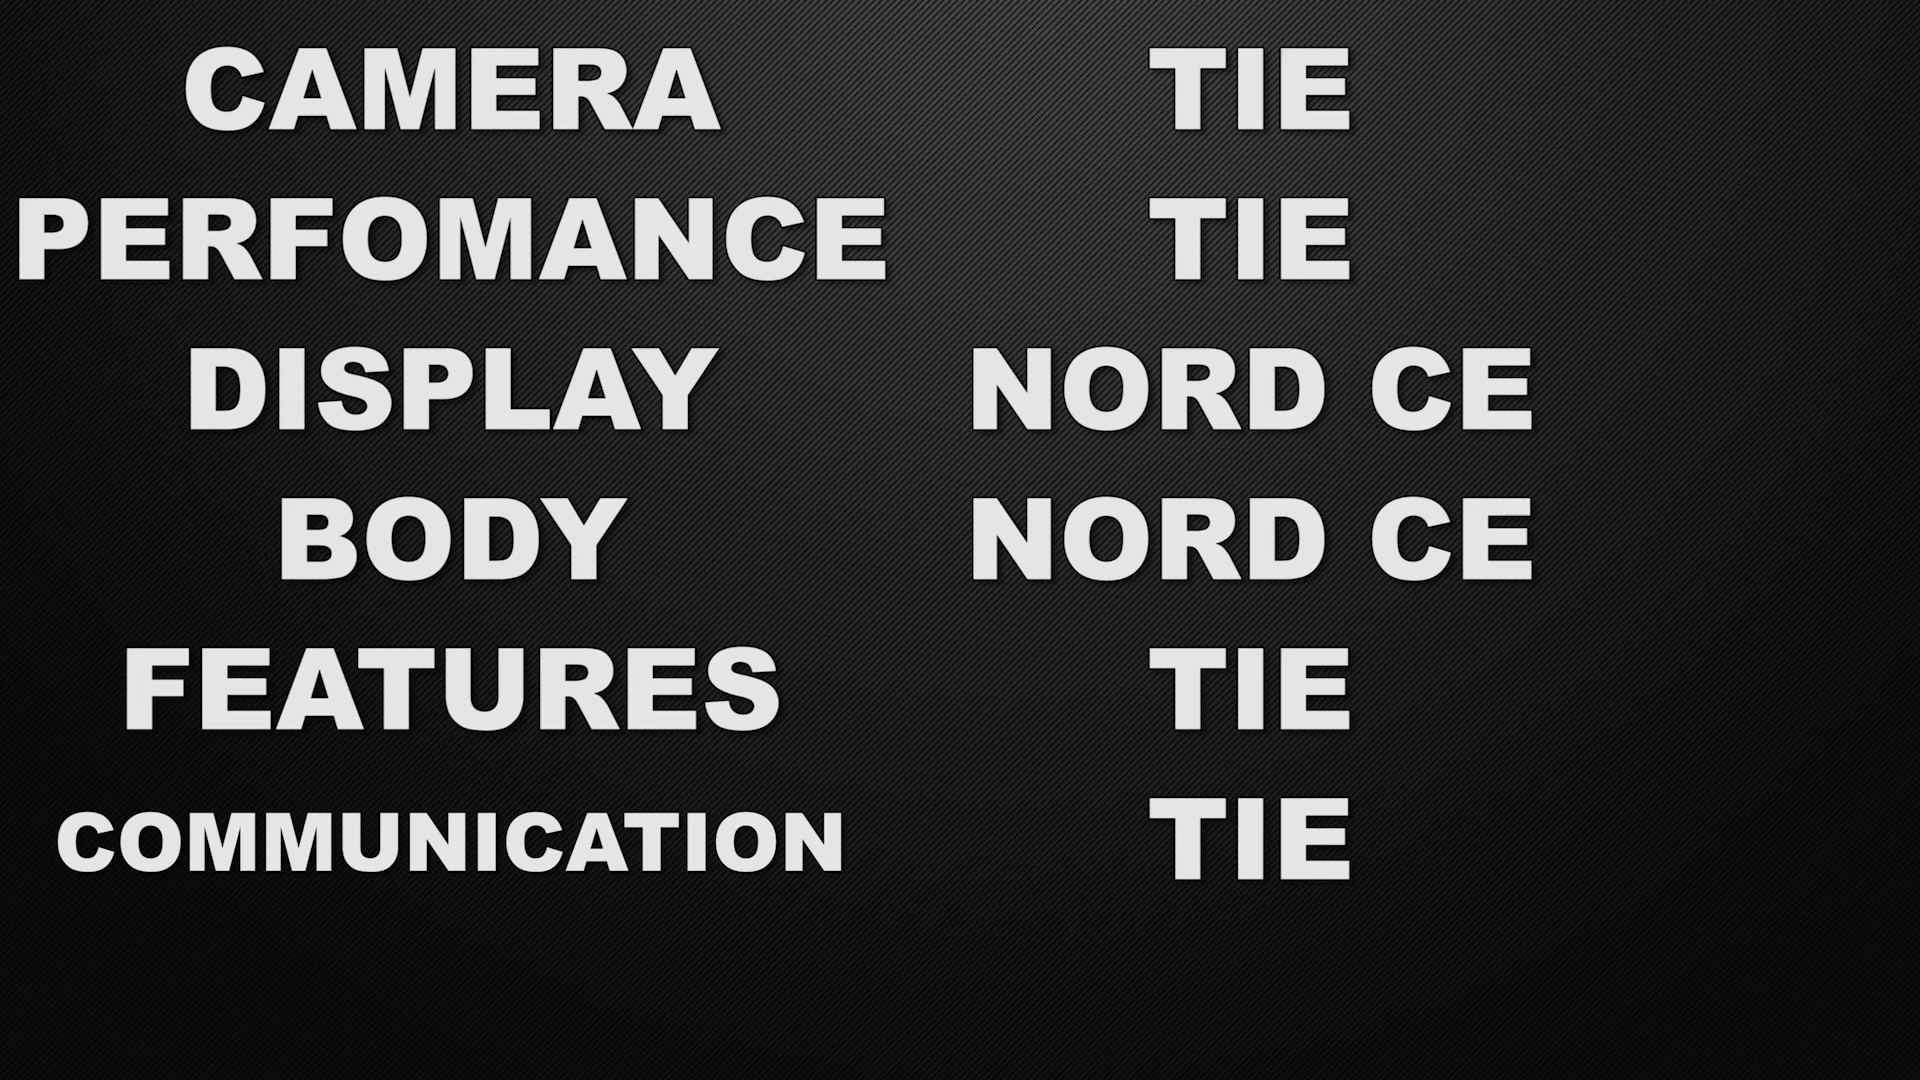 CAMERA TIE
PERFOMANCE TIE
DISPLAY NORD CE
BODY NORD CE
FEATURES TIE
COMMUNICATION TIE